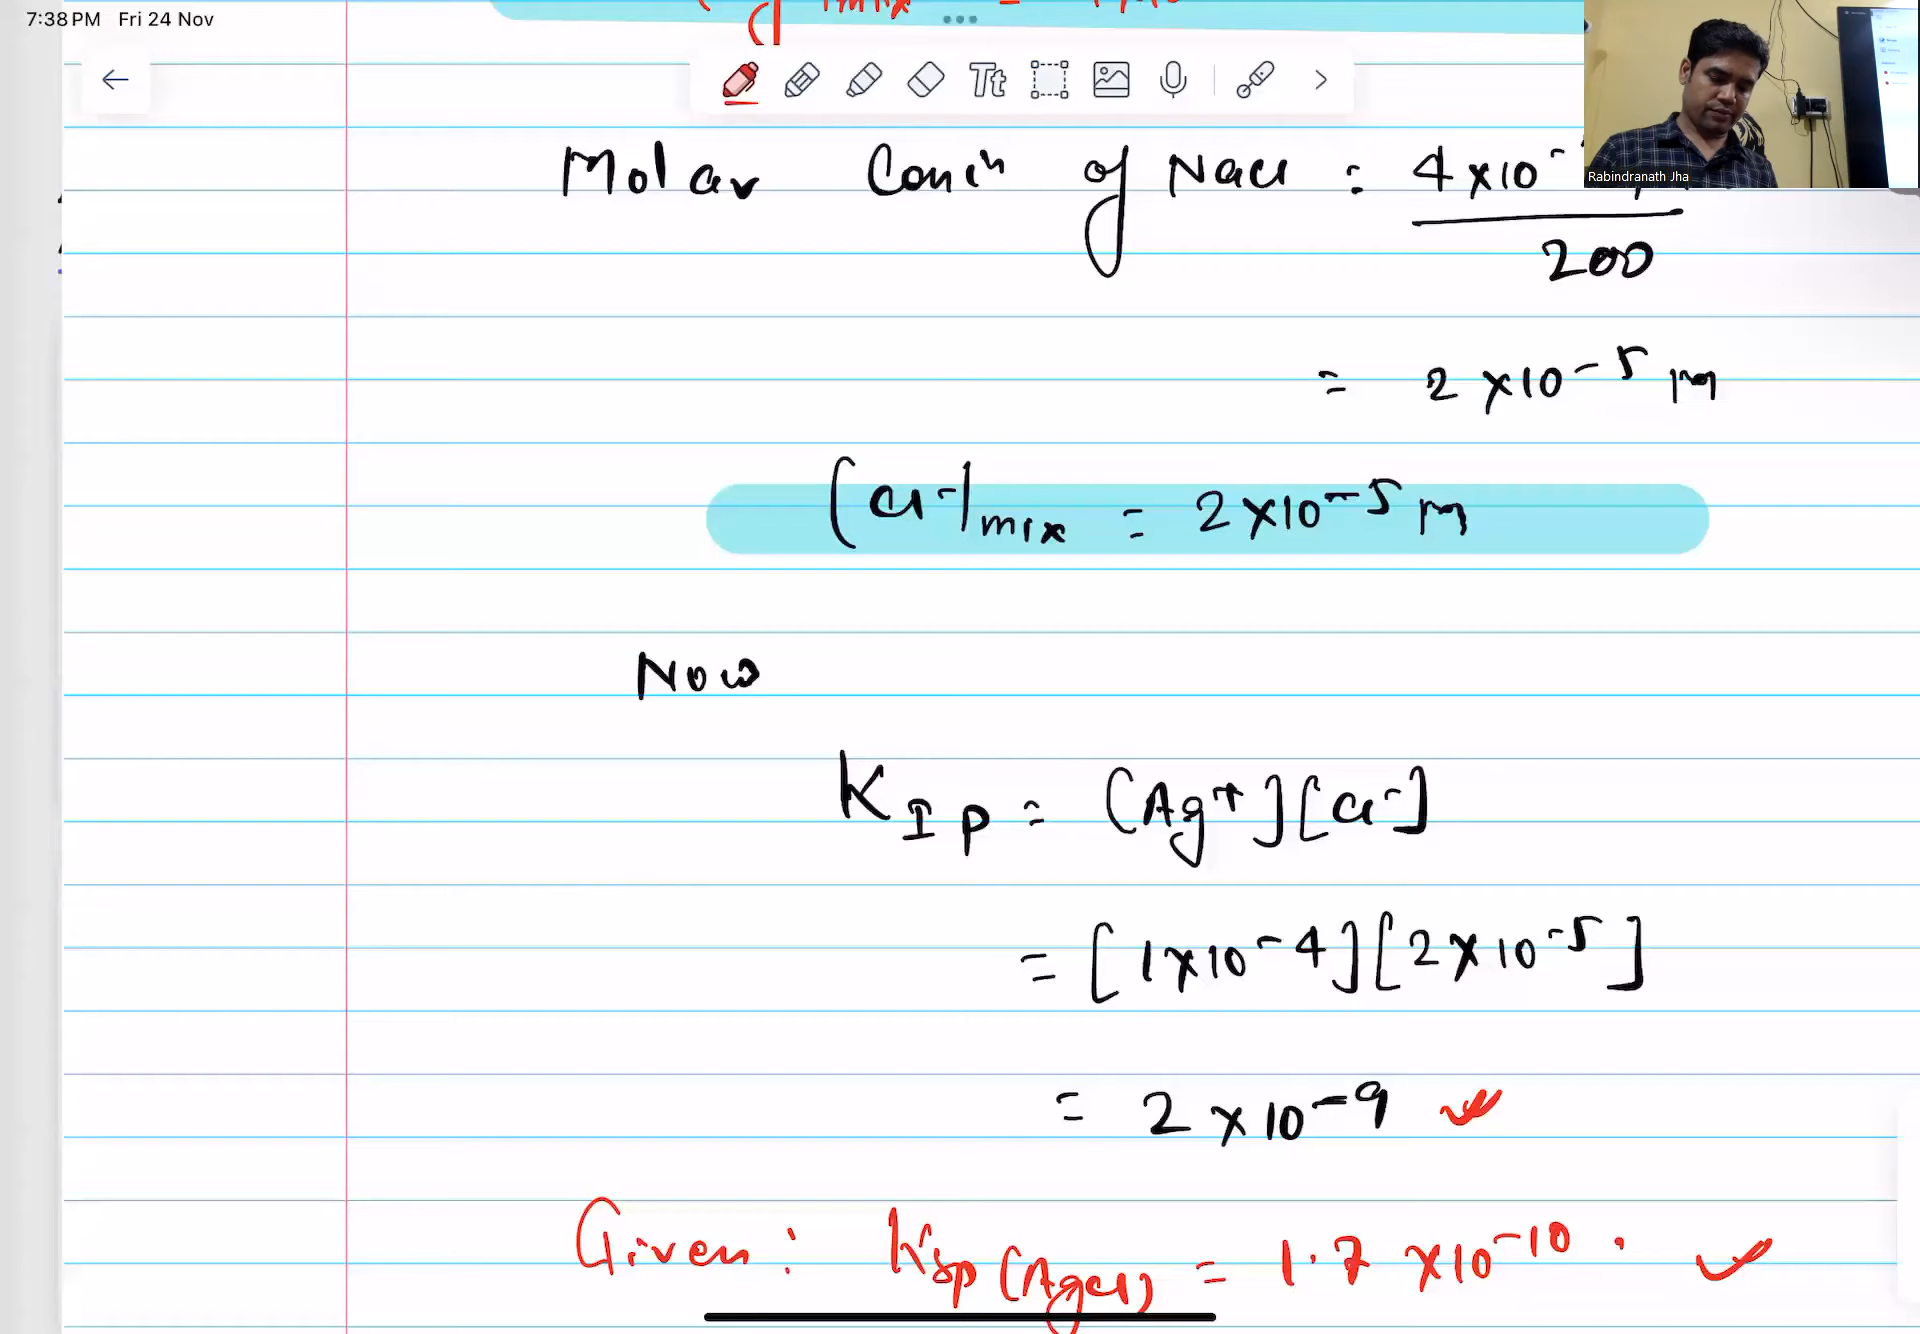 7:38 PM Fri 24 Nov
Tt
Rabindranath Jha
Molar Concn of NaCl : 4 x 10-
200
= 2 x 10-5 m
(Cl-]mix = 2 x 10-5 m
Now
KIP = [Ag+][Cl-]
= [1 x 10-4][2 x 10-5]
= 2 x 10-9
Given: Ksp (AgCl) = 1.7 x 10-10.